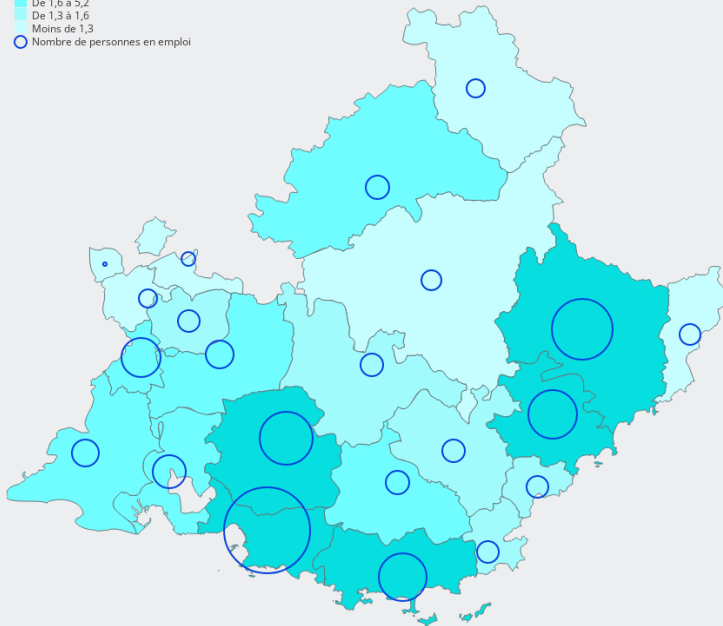 De 1,6 à 5,2
De 1,3 à 1,6
Moins de 1,3
Nombre de personnes en emploi